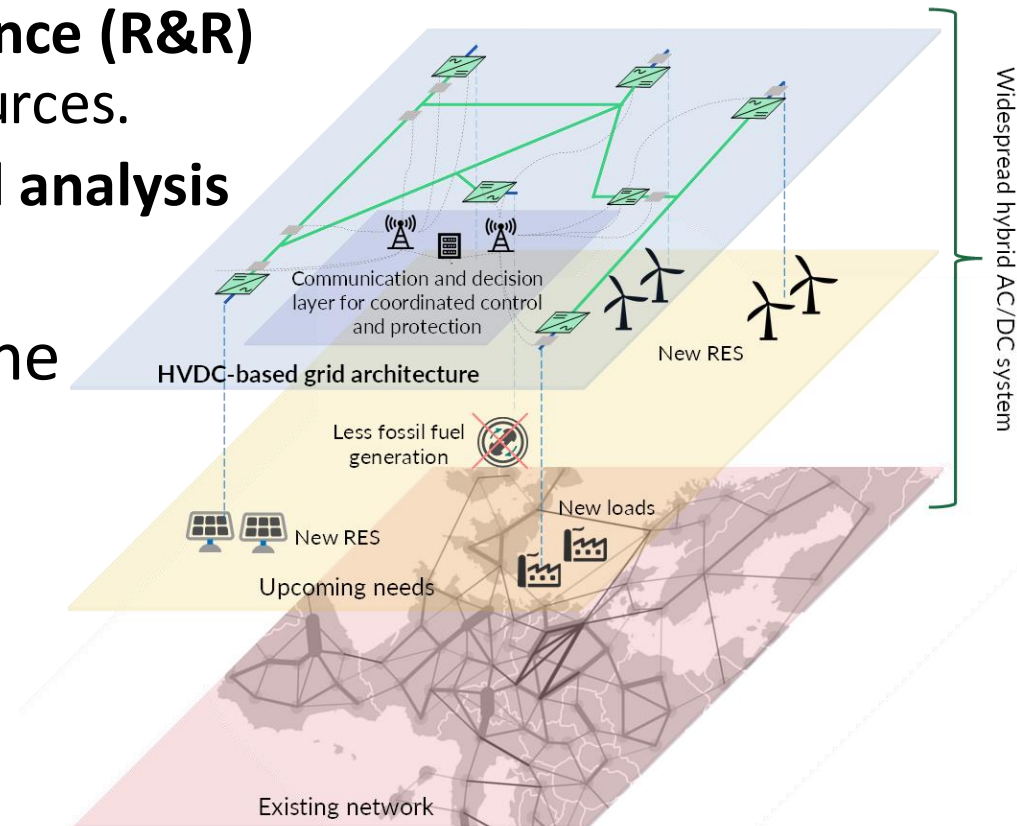 nce (R&R)
urces.
analysis
ne
Communication and decision
layer for coordinated control
and protection
HVDC-based grid architecture
New RES
Less fossil fuel
generation
New loads
New RES
Upcoming needs
Existing network
Widespread hybrid AC/DC system